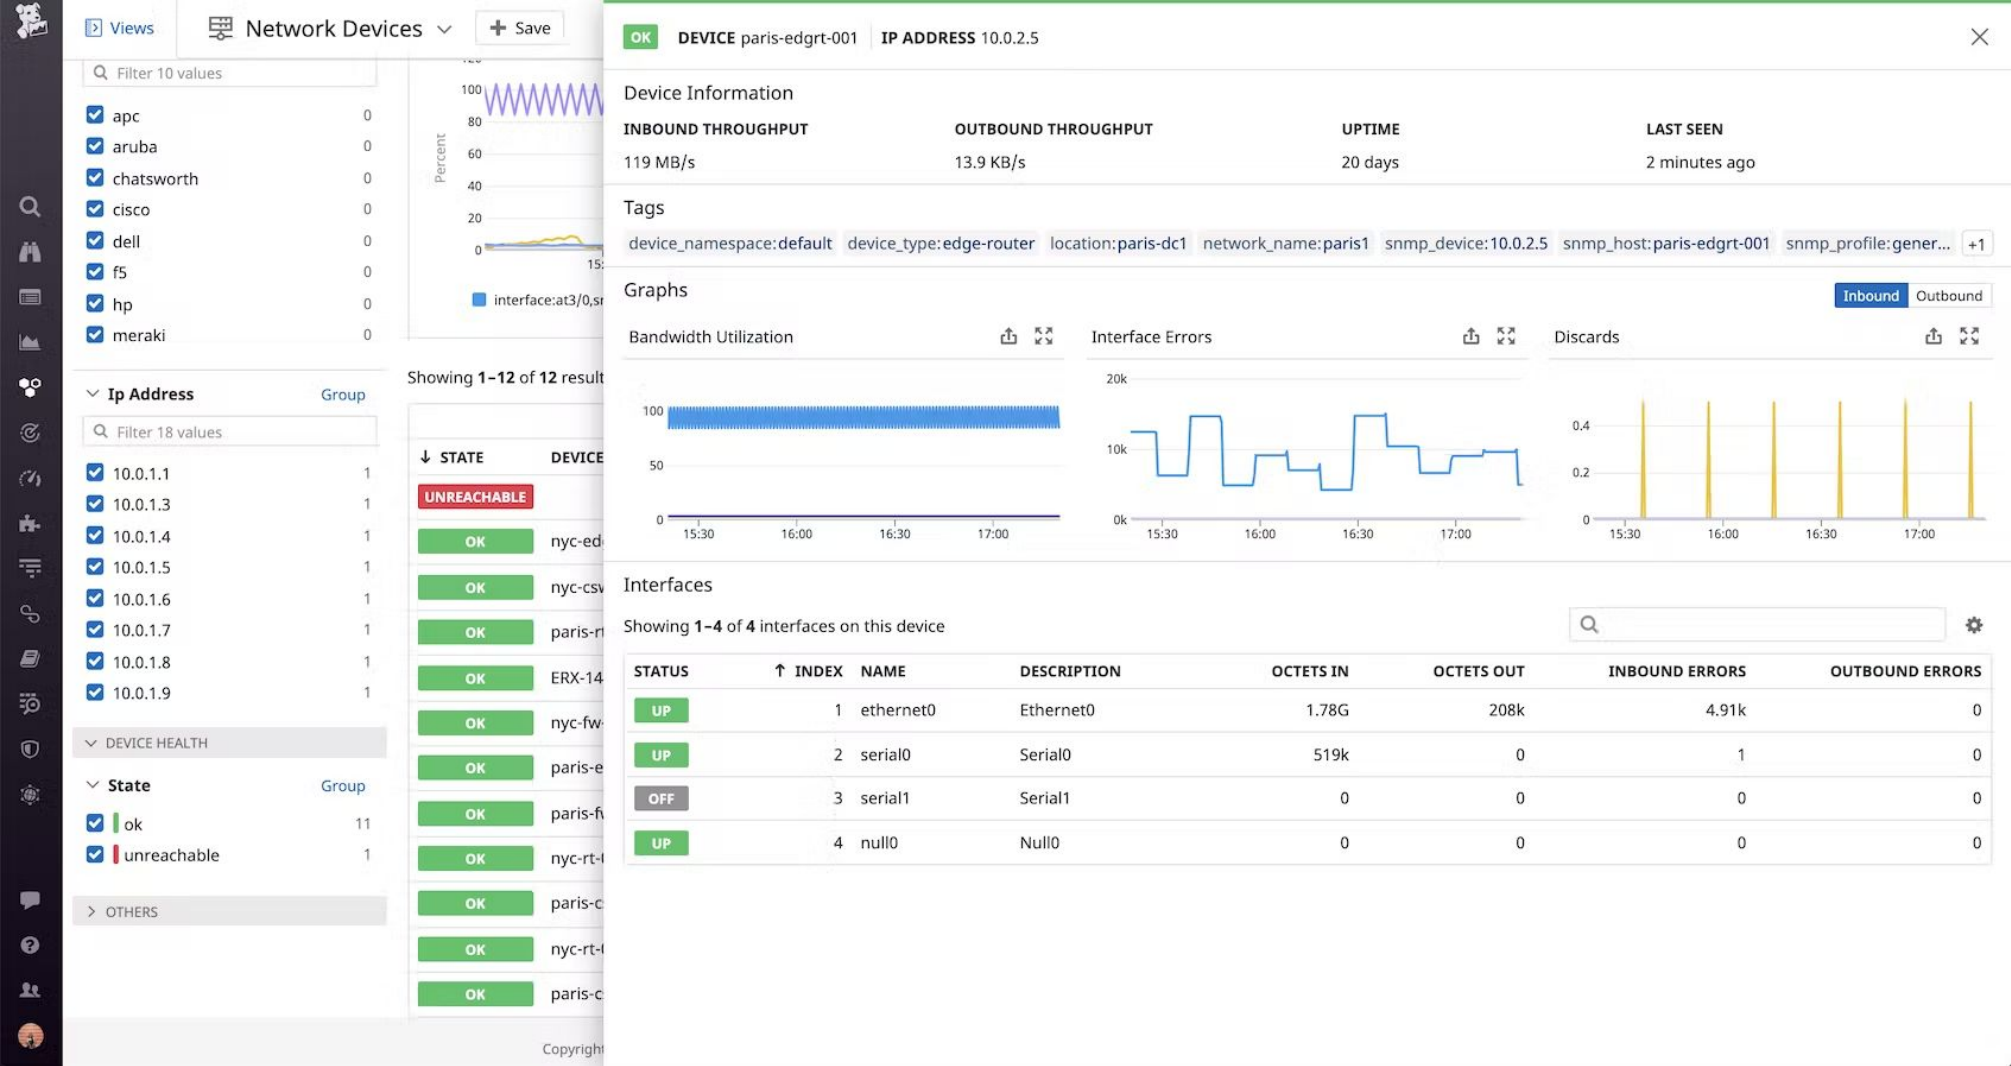 Views
Network Devices
Save
Filter 10 values
apc 0
aruba 0
chatsworth 0
cisco 0
dell 0
f5 0
hp 0
meraki 0
Ip Address Group
Filter 18 values
10.0.1.1 1
10.0.1.3 1
10.0.1.4 1
10.0.1.5 1
10.0.1.6 1
10.0.1.7 1
10.0.1.8 1
10.0.1.9 1
DEVICE HEALTH
State Group
ok 11
unreachable 1
OTHERS
Percent
100
80
60
40
20
0
15:
interface:at3/0,sr
Showing 1–12 of 12 result
STATE DEVICE
UNREACHABLE
OK nyc-ed
OK nyc-csw
OK paris-rt
OK ERX-14
OK nyc-fw-
OK paris-e
OK paris-fw
OK nyc-rt-
OK paris-c
OK nyc-rt-
OK paris-c
Copyright
OK DEVICE paris-edgrt-001 IP ADDRESS 10.0.2.5
Device Information
INBOUND THROUGHPUT OUTBOUND THROUGHPUT UPTIME LAST SEEN
119 MB/s 13.9 KB/s 20 days 2 minutes ago
Tags
device_namespace:default device_type:edge-router location:paris-dc1 network_name:paris1 snmp_device:10.0.2.5 snmp_host:paris-edgrt-001 snmp_profile:gener... +1
Graphs
Inbound Outbound
Bandwidth Utilization
100
50
0
15:30 16:00 16:30 17:00
Interface Errors
20k
10k
0k
15:30 16:00 16:30 17:00
Discards
0.4
0.2
0
15:30 16:00 16:30 17:00
Interfaces
Showing 1–4 of 4 interfaces on this device
STATUS INDEX NAME DESCRIPTION OCTETS IN OCTETS OUT INBOUND ERRORS OUTBOUND ERRORS
UP 1 ethernet0 Ethernet0 1.78G 208k 4.91k 0
UP 2 serial0 Serial0 519k 0 1 0
OFF 3 serial1 Serial1 0 0 0 0
UP 4 null0 Null0 0 0 0 0